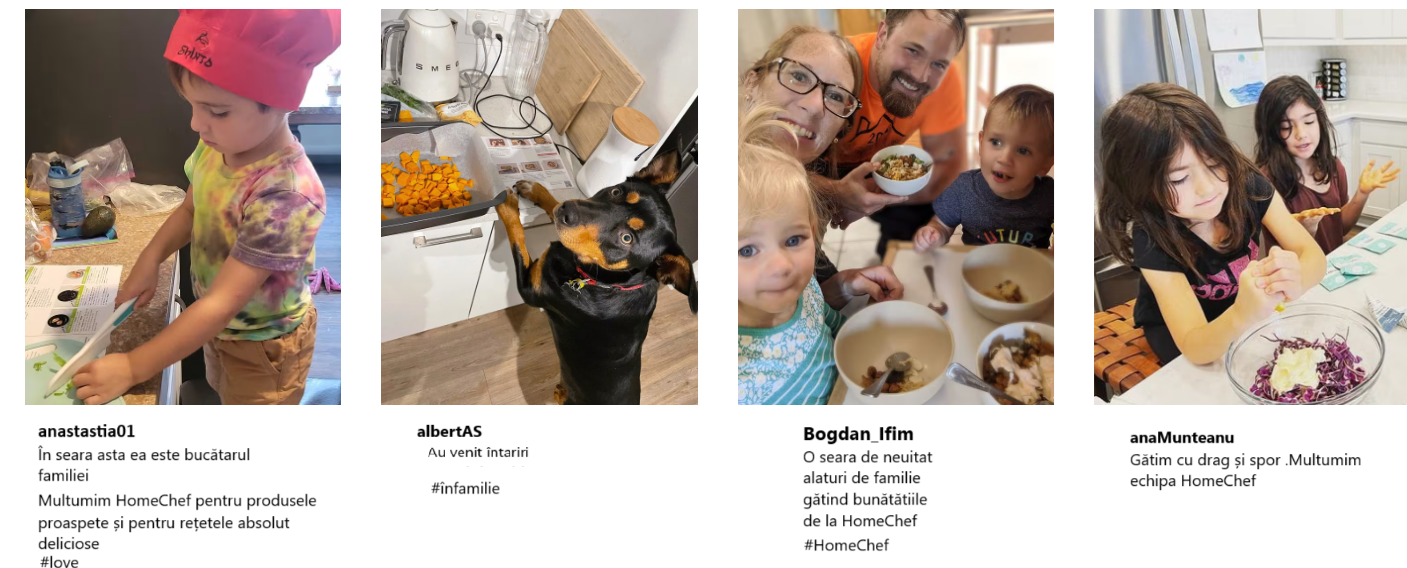 SMEG
FUTUR
anastastia01
În seara asta ea este bucătarul
familiei
Multumim HomeChef pentru produsele
proaspete și pentru rețetele absolut
deliciose
#love
albertAS
Au venit întariri
#înfamilie
Bogdan_Ifim
O seara de neuitat
alaturi de familie
gătind bunătătiile
de la HomeChef
#HomeChef
anaMunteanu
Gătim cu drag și spor .Multumim
echipa HomeChef